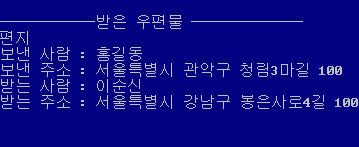 받은 우편물
편지
보낸 사람 : 홍길동
보낸 주소 : 서울특별시 관악구 청림3마길 100
받는 사람 : 이순신
받는 주소 : 서울특별시 강남구 봉은사로4길 100